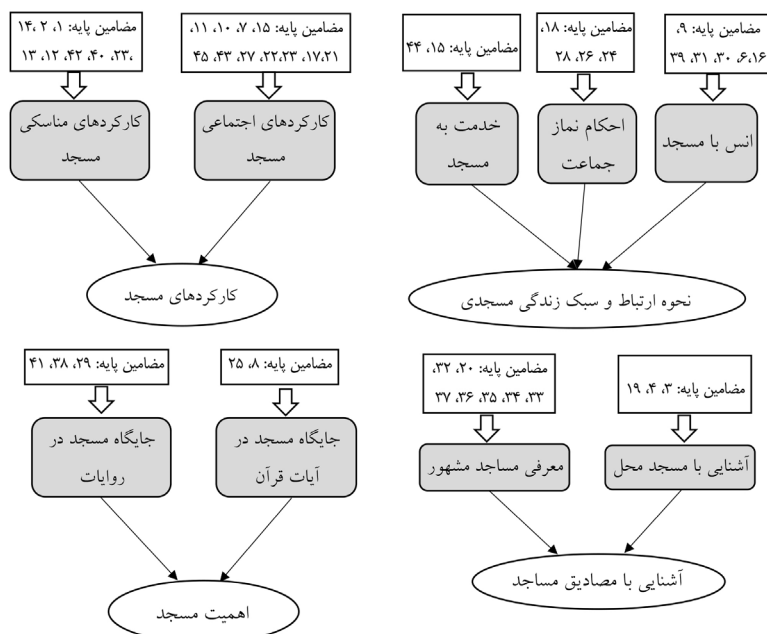 مضامین پایه: ۹،
۶،۱۶، ۳۰، ۳۱، ۳۹
مضامین پایه: ۱۸،
۲۴، ۲۶، ۲۸
مضامین پایه: ۱۵، ۴۴
انس با مسجد
احکام نماز
جماعت
خدمت به
مسجد
نحوه ارتباط و سبک زندگی مسجدی
مضامین پایه: ۱۵، ۷، ۱۰، ۱۱،
۱۷،۲۱، ۲۲،۲۳، ۲۷، ۴۳، ۴۵
مضامین پایه: ۱، ۲، ۱۴،
۲۳، ۴۰، ۴۲، ۱۲، ۱۳،
کارکردهای اجتماعی
مسجد
کارکردهای مناسکی
مسجد
کارکردهای مسجد
مضامین پایه: ۳، ۴، ۱۹
مضامین پایه: ۲۰، ۳۲،
۳۳، ۳۴، ۳۵، ۳۶، ۳۷
آشنایی با مسجد محل
معرفی مساجد مشهور
آشنایی با مصادیق مساجد
مضامین پایه: ۸، ۲۵
مضامین پایه: ۲۹، ۳۸، ۴۱
جایگاه مسجد در
آیات قرآن
جایگاه مسجد در
روایات
اهمیت مسجد